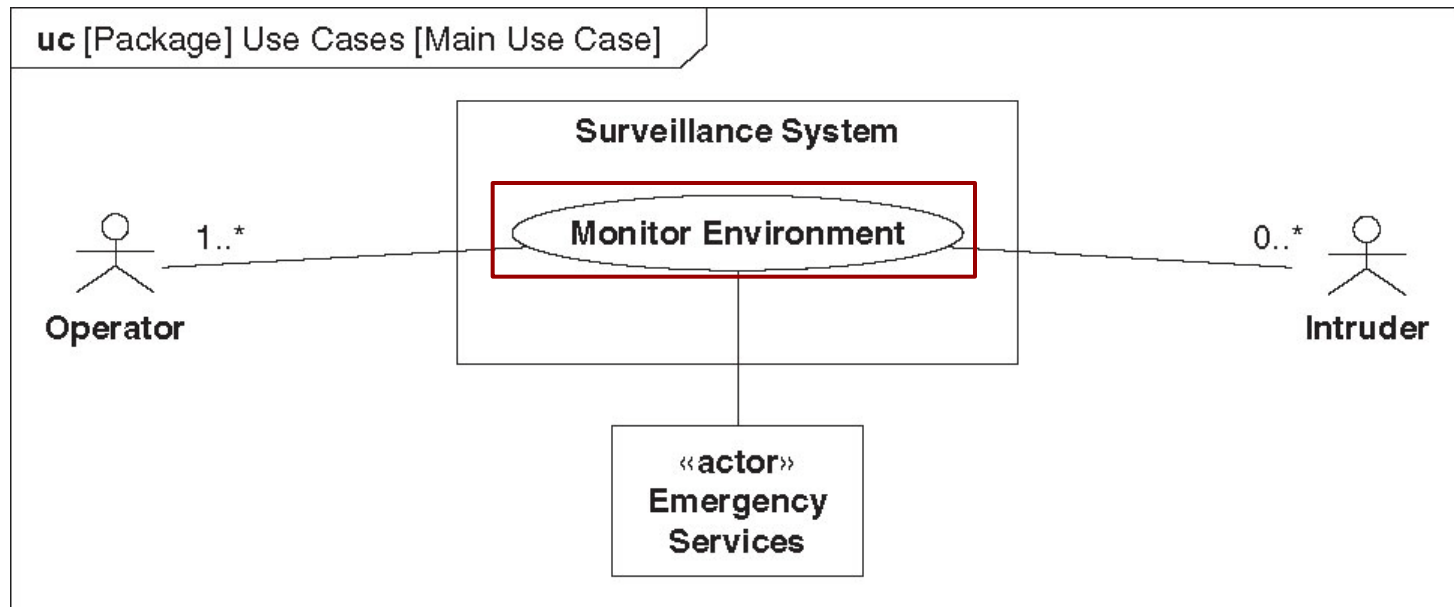 uc [Package] Use Cases [Main Use Case]
Surveillance System
Monitor Environment
1..*
0..*
Operator
Intruder
«actor»
Emergency
Services